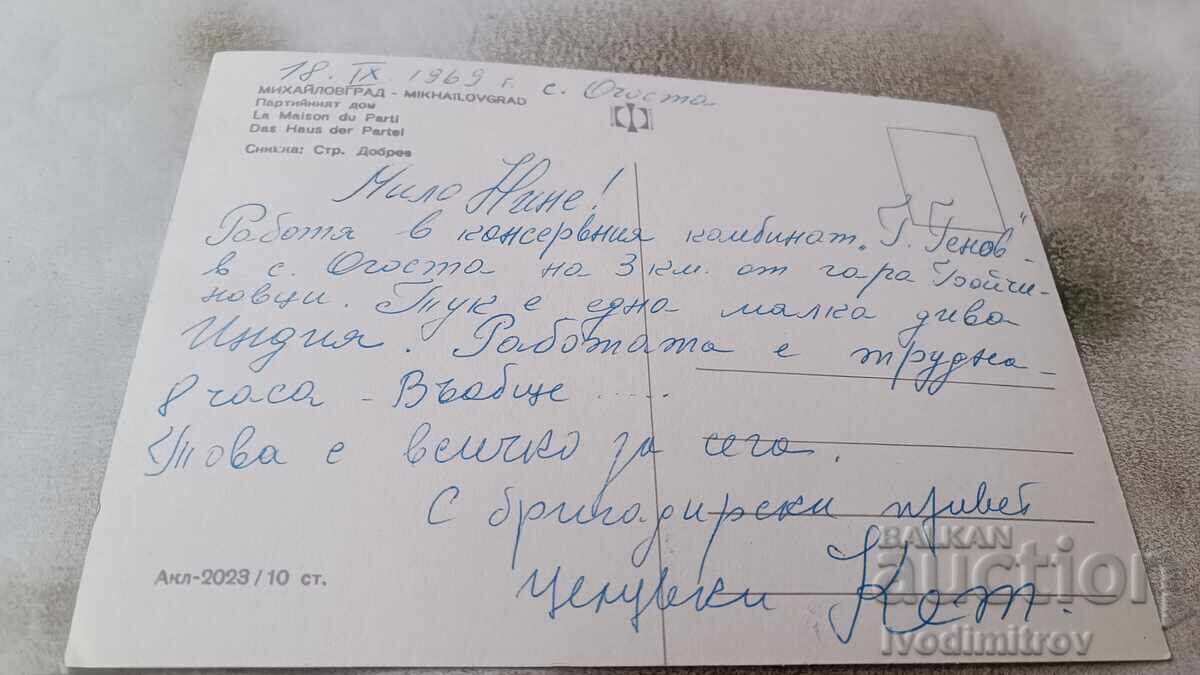 18. IX. 1969 г. с. Огоста
МИХАЙЛОВГРАД - MIKHAILOVGRAD
Партийният дом
La Maison du Parti
Das Haus der Partei
Снимка: Стр. Добрев
Мило Нине!
Работя в консервния комбинат „Г. Генов"
в с. Огоста на 3 км. от гара Бойчи-
новци. Тук е една малка дива
Индия. Работата е трудна -
8 часа - Въобще .....
Това е всичко за сега.
С бригадирски привет
целувки Кет.
Акл-2023/10 ст.
BALKAN
auction
ivodimitrov